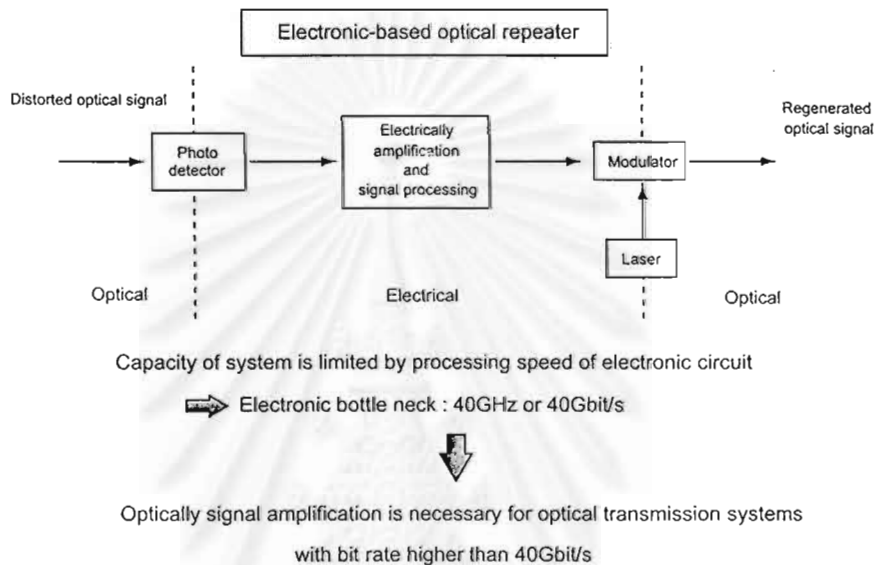 Electronic-based optical repeater
Distorted optical signal
Regenerated
optical signal
Photo
detector
Electrically
amplification
and
signal processing
Modullator
Laser
Optical
Electrical
Optical
Capacity of system is limited by processing speed of electronic circuit
Electronic bottle neck : 40GHz or 40Gbit/s
Optically signal amplification is necessary for optical transmission systems
with bit rate higher than 40Gbit/s